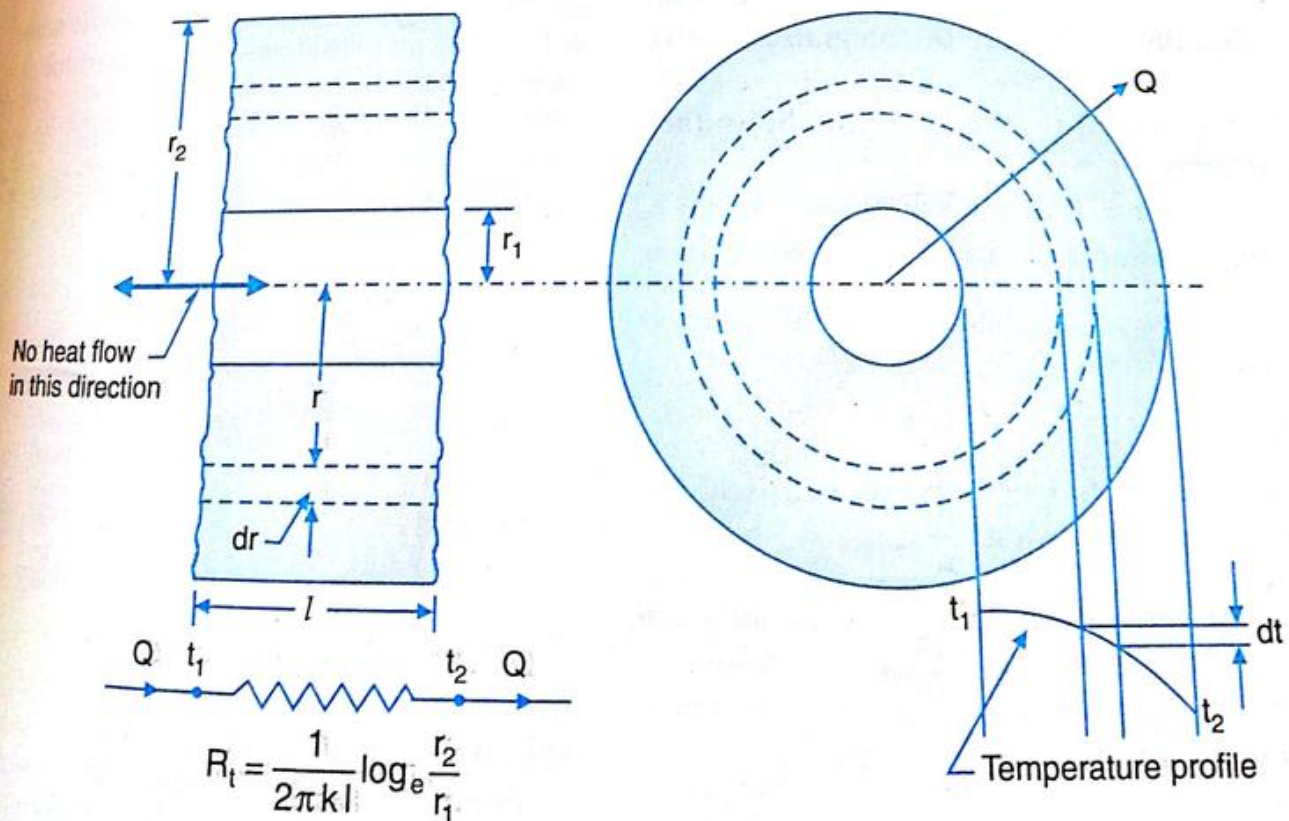 r₂
r₁
Q
No heat flow
in this direction
r
dr
l
t₁
dt
t₂
Temperature profile
Q t₁ t₂ Q
Rₜ = 1/2πkl logₑ r₂/r₁